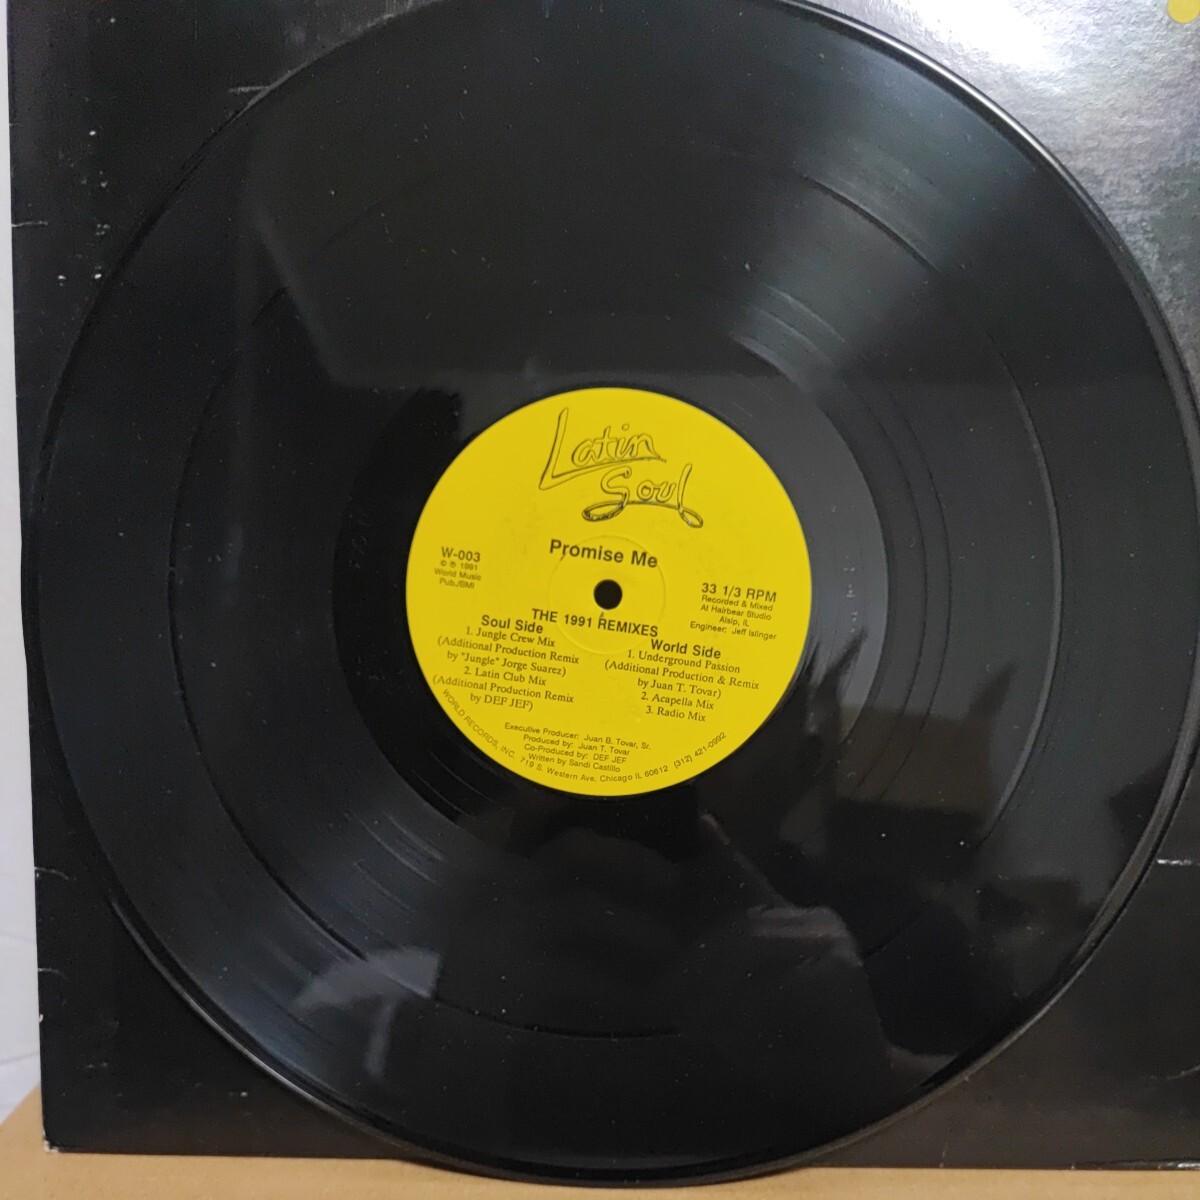 Latin
Soul
Promise Me
W-003
© ℗ 1991
World Music
Pub./BMI
33 1/3 RPM
Recorded & Mixed
At Hairbear Studio
Alsip, IL
Engineer: Jeff Islinger
THE 1991 REMIXES
Soul Side
1. Jungle Crew Mix
(Additional Production Remix
by "Jungle" Jorge Suarez)
2. Latin Club Mix
(Additional Production Remix
by DEF JEF)
World Side
1. Underground Passion
(Additional Production & Remix
by Juan T. Tovar)
2. Acapella Mix
3. Radio Mix
Executive Producer: Juan B. Tovar, Sr.
Produced by: Juan T. Tovar
Co-Produced by: DEF JEF
Written by Sandi Castillo
WORLD RECORDS, INC. 719 S. Western Ave. Chicago IL 60612 (312) 421-0992